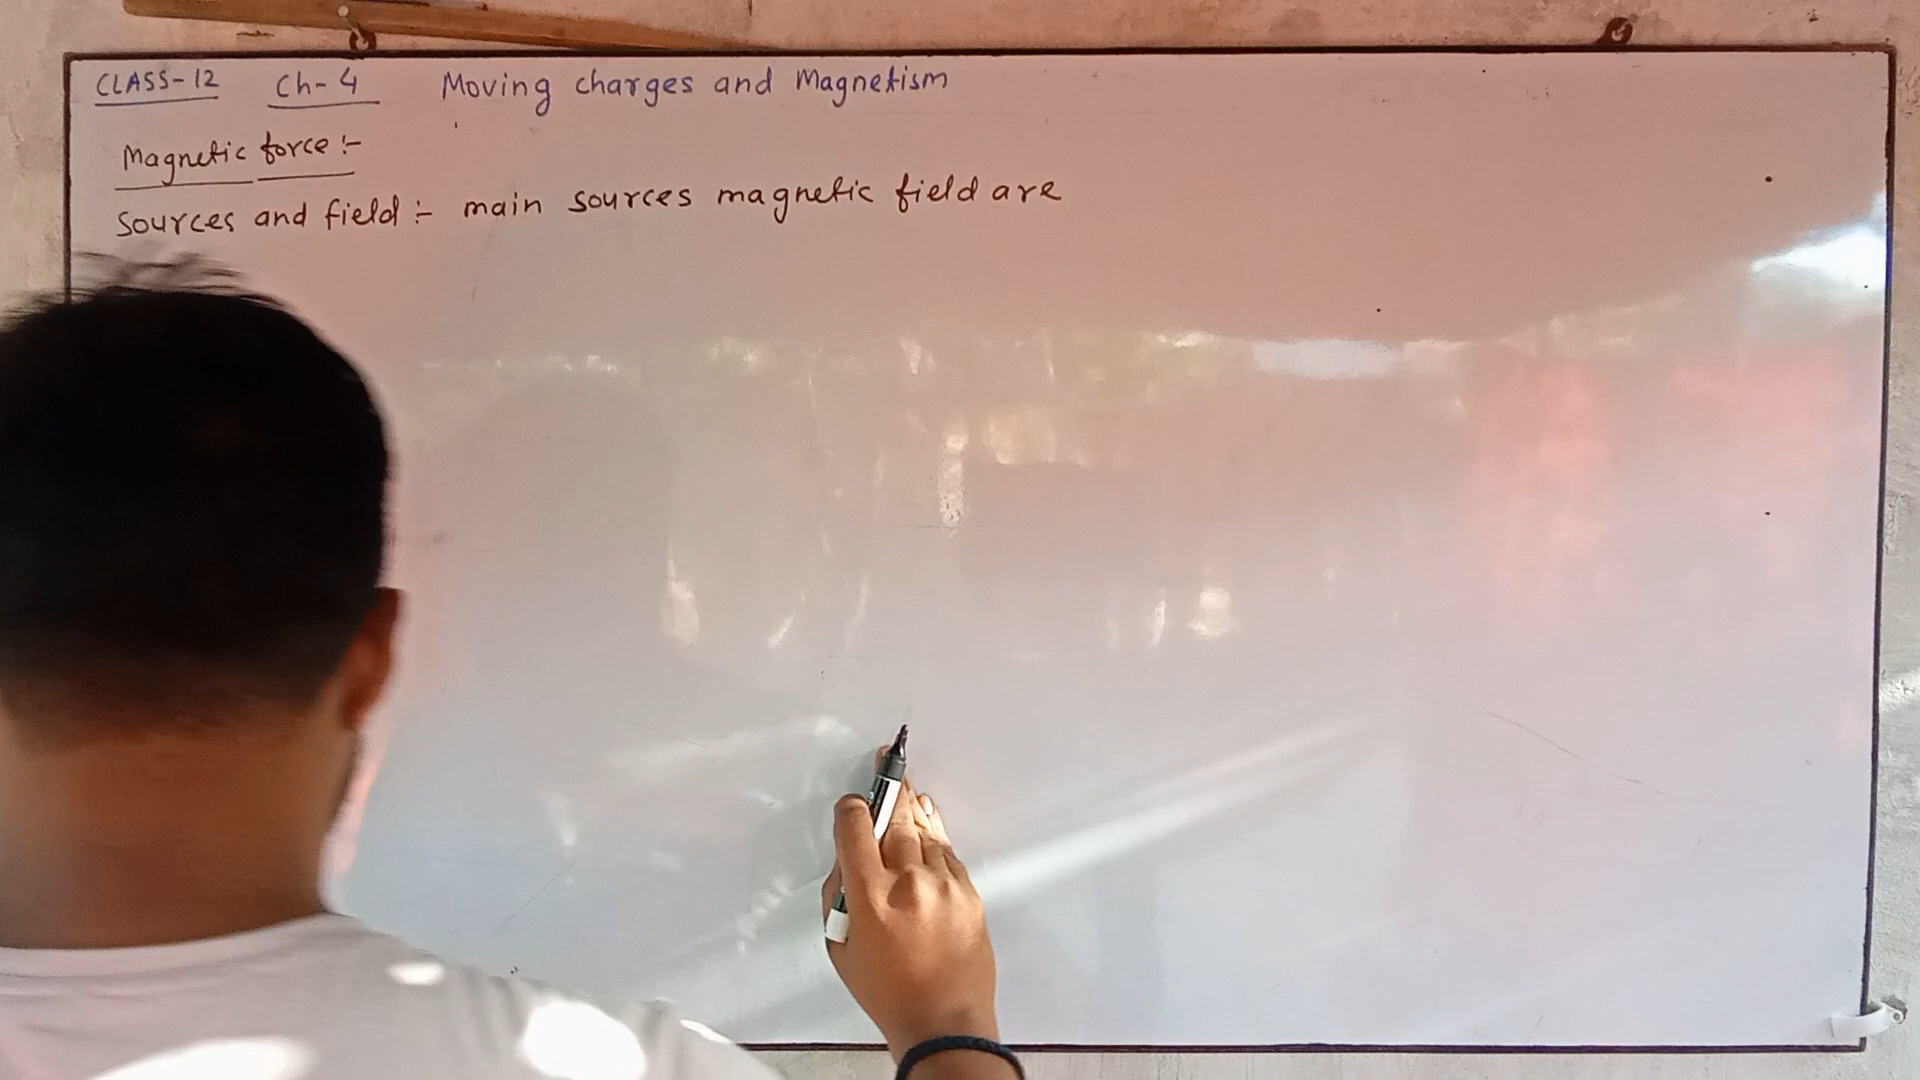 CLASS-12 Ch-4 Moving charges and Magnetism
Magnetic force :-
Sources and field :- main sources magnetic field are